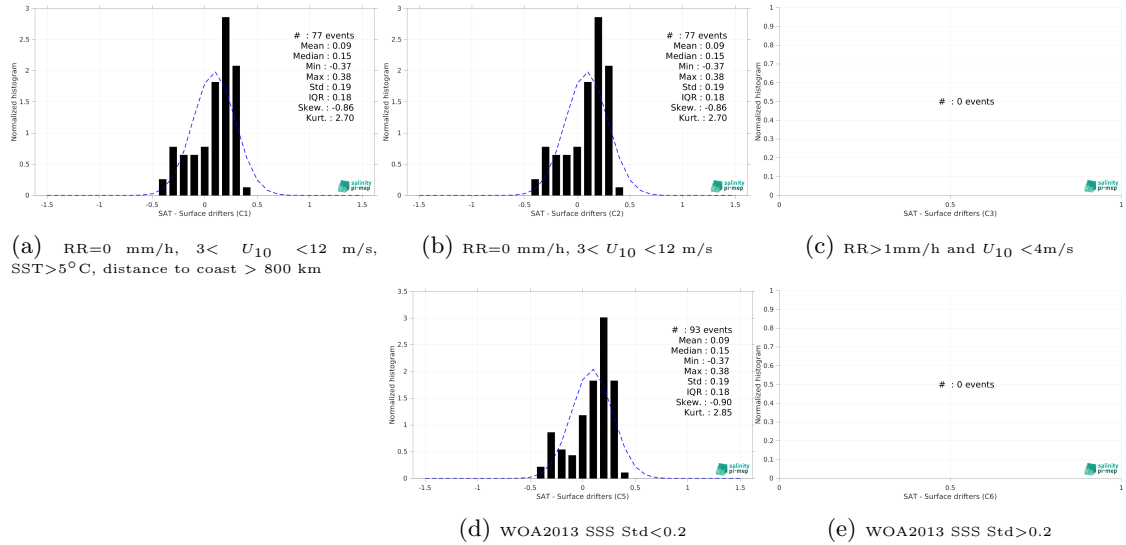 3
2.5
2
1.5
1
0.5
0
Normalized histogram
# : 77 events
Mean : 0.09
Median : 0.15
Min : -0.37
Max : 0.38
Std : 0.19
IQR : 0.18
Skew. : -0.86
Kurt. : 2.70
salinity
pi-mep
-1.5 -1 -0.5 0 0.5 1 1.5
SAT - Surface drifters (C1)
3
2.5
2
1.5
1
0.5
0
Normalized histogram
# : 77 events
Mean : 0.09
Median : 0.15
Min : -0.37
Max : 0.38
Std : 0.19
IQR : 0.18
Skew. : -0.86
Kurt. : 2.70
salinity
pi-mep
-1.5 -1 -0.5 0 0.5 1 1.5
SAT - Surface drifters (C2)
1
0.9
0.8
0.7
0.6
0.5
0.4
0.3
0.2
0.1
0
Normalized histogram
# : 0 events
salinity
pi-mep
0 0.5 1
SAT - Surface drifters (C3)
(a) RR=0 mm/h, 3< U10 <12 m/s,
SST>5°C, distance to coast > 800 km
(b) RR=0 mm/h, 3< U10 <12 m/s
(c) RR>1mm/h and U10 <4m/s
3.5
3
2.5
2
1.5
1
0.5
0
Normalized histogram
# : 93 events
Mean : 0.09
Median : 0.15
Min : -0.37
Max : 0.38
Std : 0.19
IQR : 0.18
Skew. : -0.90
Kurt. : 2.85
salinity
pi-mep
-1.5 -1 -0.5 0 0.5 1 1.5
SAT - Surface drifters (C5)
1
0.9
0.8
0.7
0.6
0.5
0.4
0.3
0.2
0.1
0
Normalized histogram
# : 0 events
salinity
pi-mep
0 0.5 1
SAT - Surface drifters (C6)
(d) WOA2013 SSS Std<0.2
(e) WOA2013 SSS Std>0.2